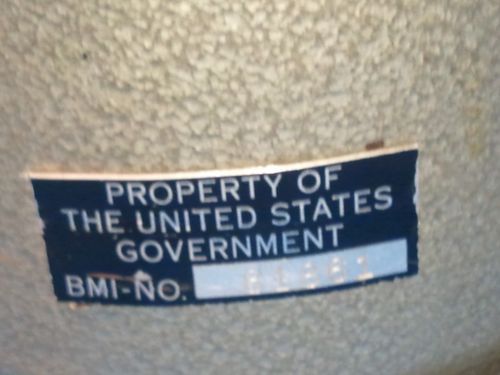 PROPERTY OF
THE UNITED STATES
GOVERNMENT
BMI-NO.